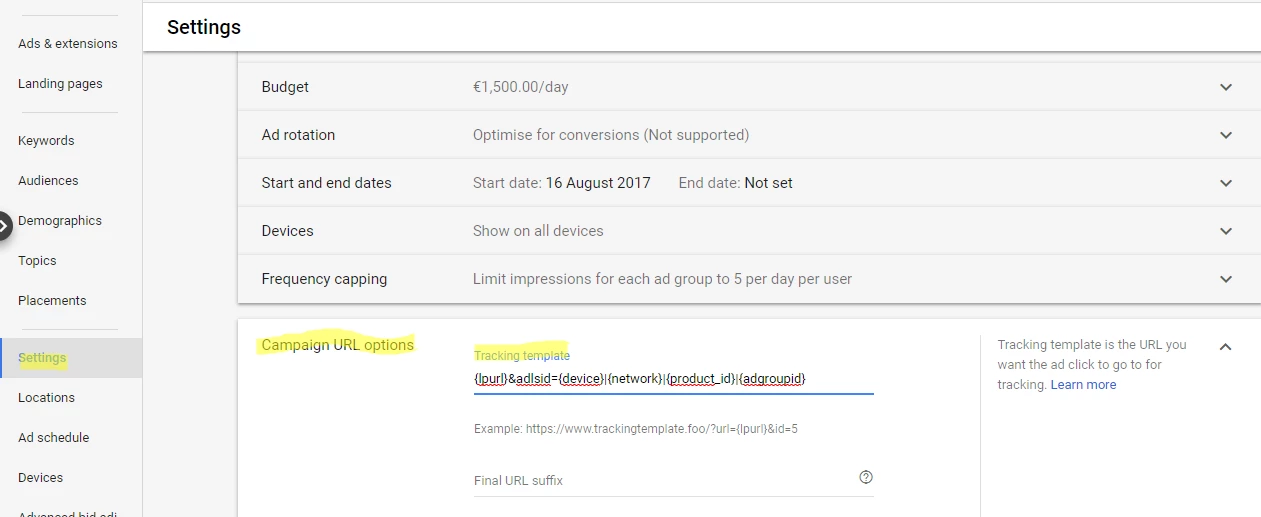 Settings
Ads & extensions
Landing pages
Keywords
Audiences
Demographics
Topics
Placements
Settings
Locations
Ad schedule
Devices
Budget €1,500.00/day
Ad rotation Optimise for conversions (Not supported)
Start and end dates Start date: 16 August 2017 End date: Not set
Devices Show on all devices
Frequency capping Limit impressions for each ad group to 5 per day per user
Campaign URL options
Tracking template
{lpurl}&adlsid={device}|{network}|{product_id}|{adgroupid}
Example: https://www.trackingtemplate.foo/?url={lpurl}&id=5
Final URL suffix
Tracking template is the URL you
want the ad click to go to for
tracking. Learn more